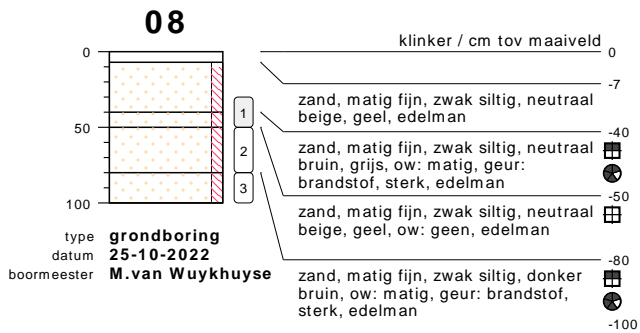 08
klinker / cm tov maaiveld
0
0
-7
zand, matig fijn, zwak siltig, neutraal
beige, geel, edelman
-40
1
zand, matig fijn, zwak siltig, neutraal
bruin, grijs, ow: matig, geur:
brandstof, sterk, edelman
50
2
-50
zand, matig fijn, zwak siltig, neutraal
beige, geel, ow: geen, edelman
3
100
-80
zand, matig fijn, zwak siltig, donker
bruin, ow: matig, geur: brandstof,
sterk, edelman
-100
type grondboring
datum 25-10-2022
boormeester M.van Wuykhuyse